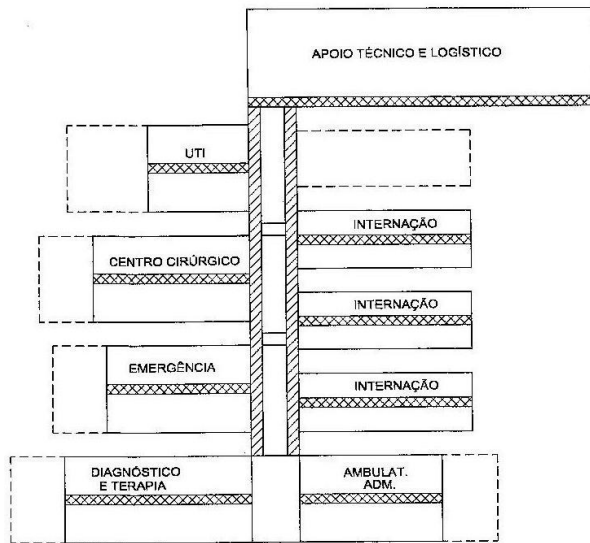 APOIO TÉCNICO E LOGÍSTICO
UTI
INTERNAÇÃO
CENTRO CIRÚRGICO
INTERNAÇÃO
EMERGÊNCIA
INTERNAÇÃO
DIAGNÓSTICO
E TERAPIA
AMBULAT.
ADM.